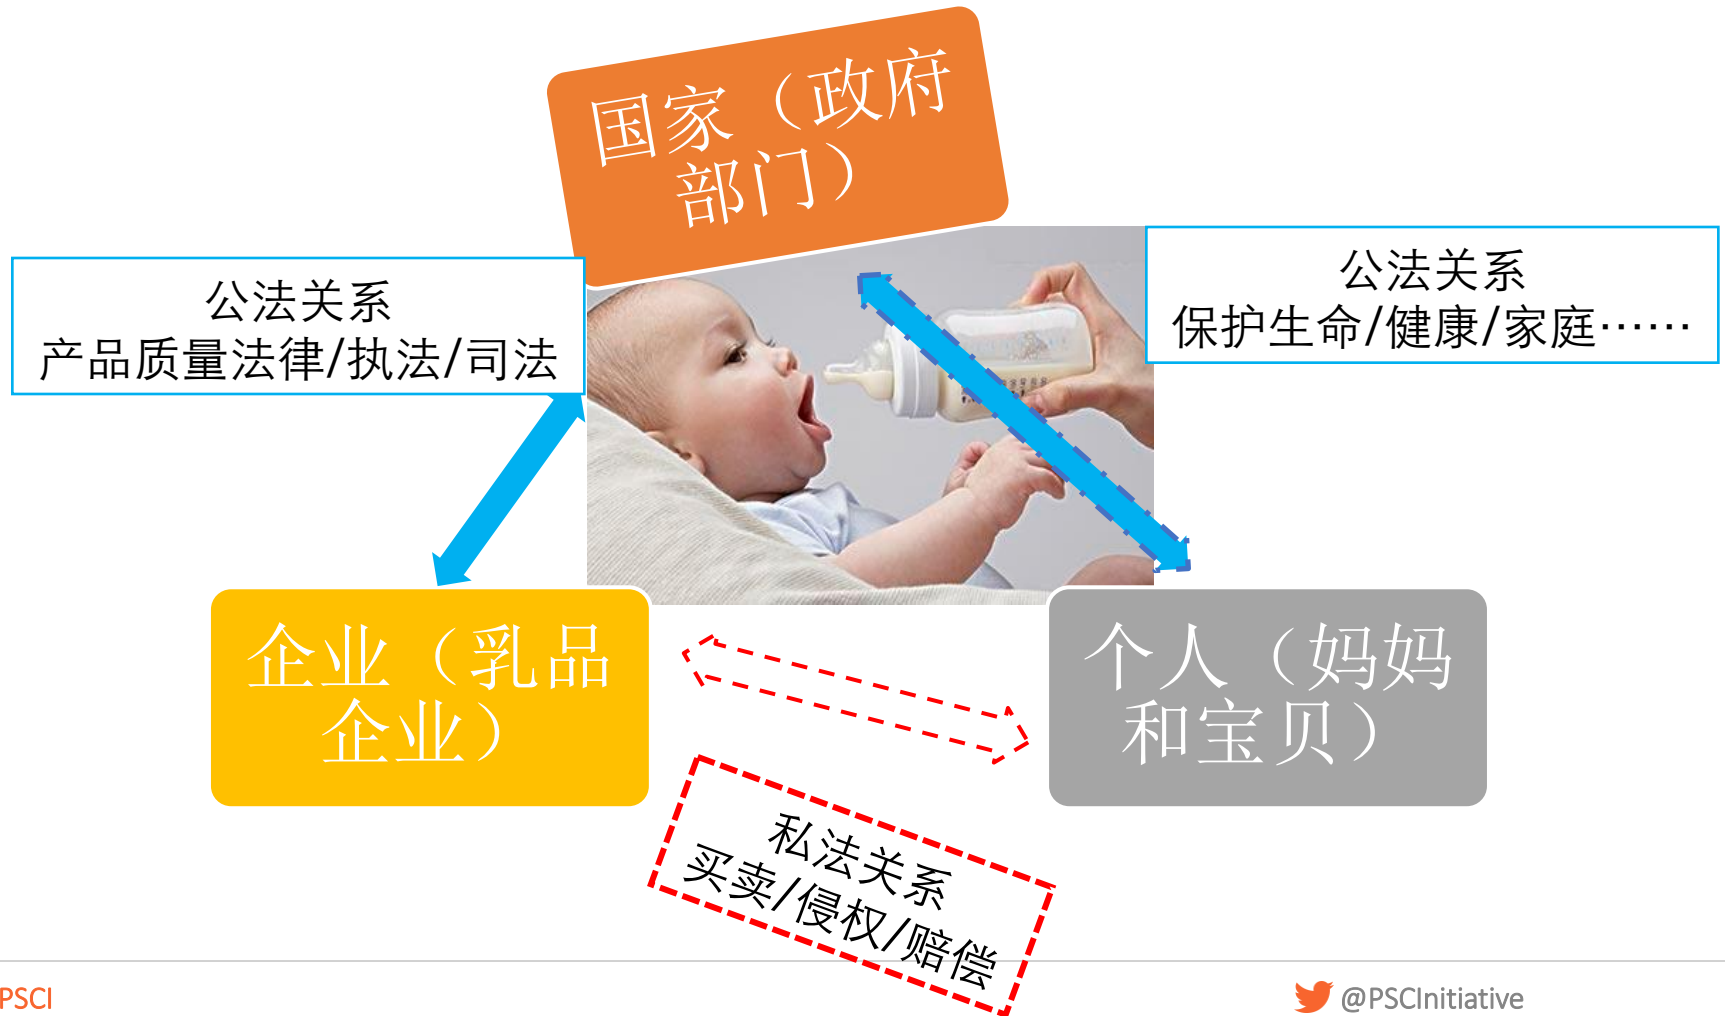 国家（政府
部门）
公法关系
产品质量法律/执法/司法
公法关系
保护生命/健康/家庭……
企业（乳品
企业）
个人（妈妈
和宝贝）
私法关系
买卖/侵权/赔偿
PSCI
@PSCInitiative